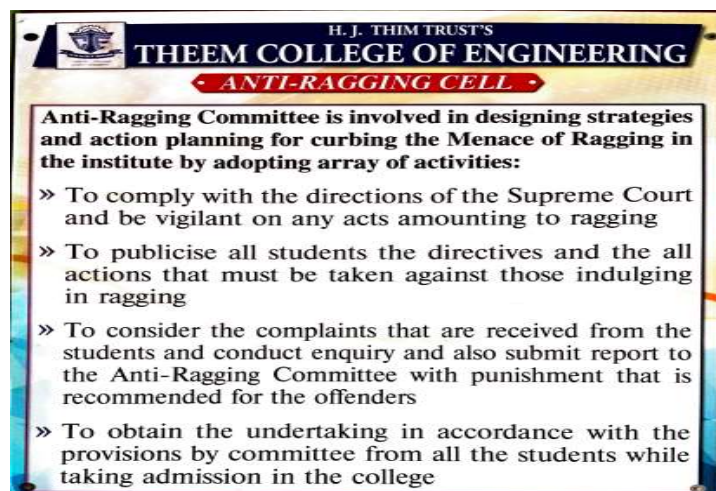 H. J. THIM TRUST'S
THEEM COLLEGE OF ENGINEERING
• ANTI-RAGGING CELL •
Anti-Ragging Committee is involved in designing strategies
and action planning for curbing the Menace of Ragging in
the institute by adopting array of activities:
» To comply with the directions of the Supreme Court
and be vigilant on any acts amounting to ragging
» To publicise all students the directives and the all
actions that must be taken against those indulging
in ragging
» To consider the complaints that are received from the
students and conduct enquiry and also submit report to
the Anti-Ragging Committee with punishment that is
recommended for the offenders
» To obtain the undertaking in accordance with the
provisions by committee from all the students while
taking admission in the college